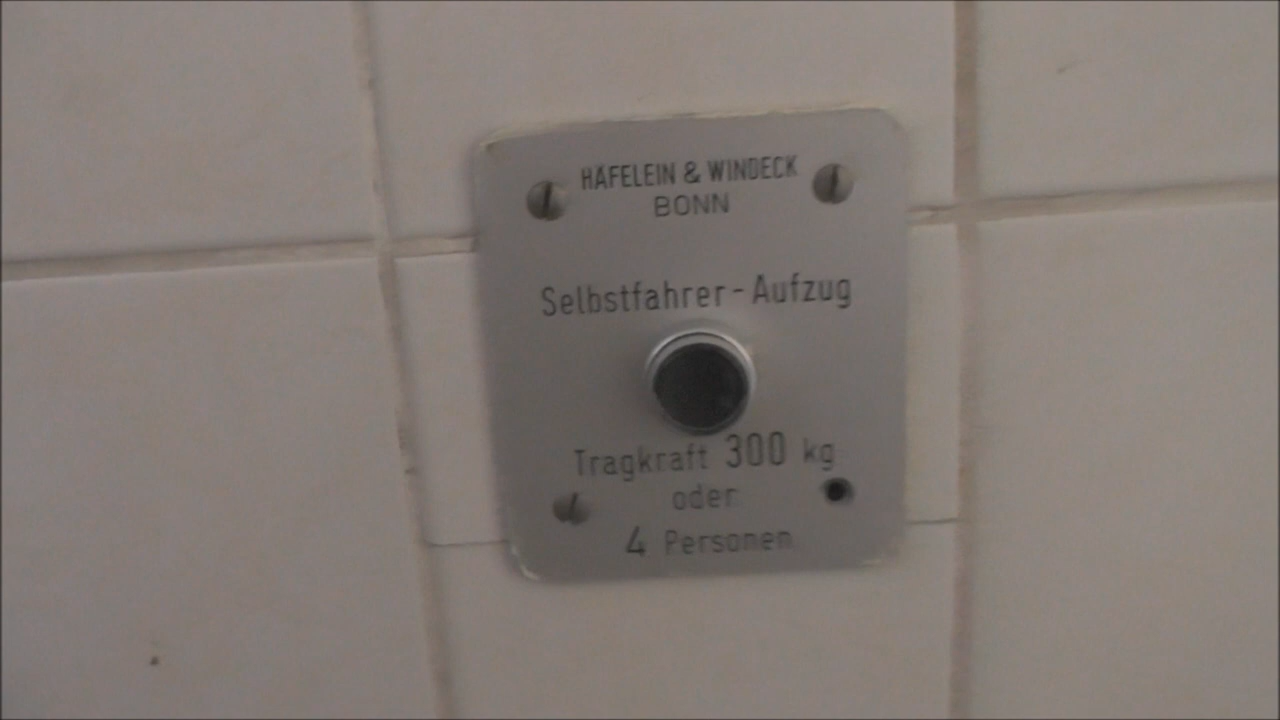 HÄFELEIN & WINDECK
BONN
Selbstfahrer-Aufzug
Tragkraft 300 kg
oder
4 Personen